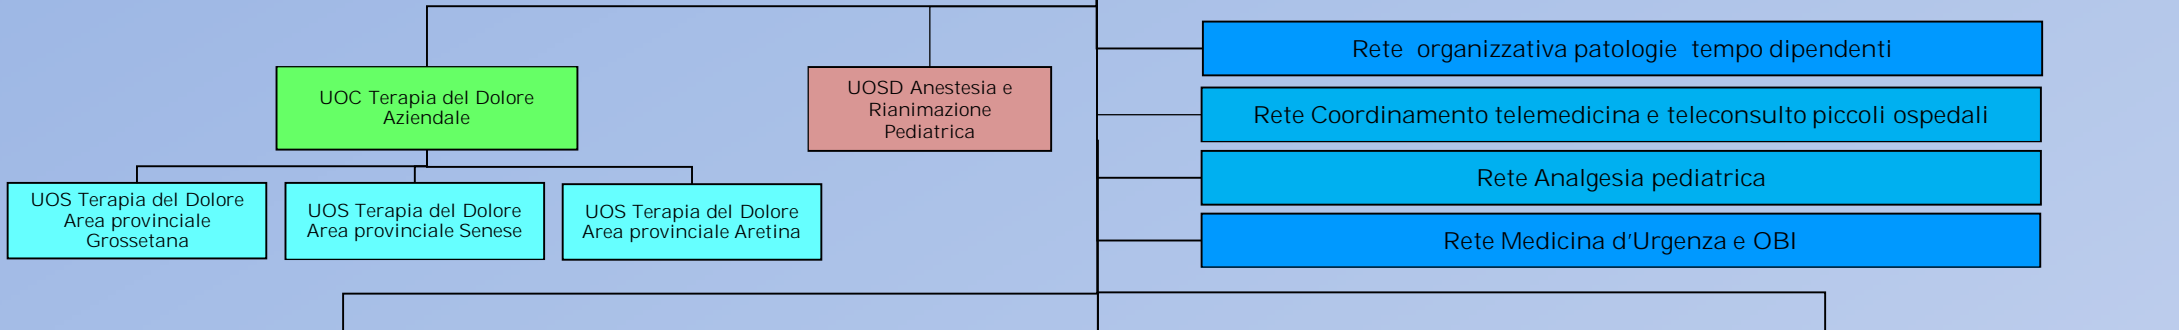 Rete organizzativa patologie tempo dipendenti
UOC Terapia del Dolore
Aziendale
UOSD Anestesia e
Rianimazione
Pediatrica
Rete Coordinamento telemedicina e teleconsulto piccoli ospedali
Rete Analgesia pediatrica
UOS Terapia del Dolore
Area provinciale
Grossetana
UOS Terapia del Dolore
Area provinciale Senese
UOS Terapia del Dolore
Area provinciale Aretina
Rete Medicina d'Urgenza e OBI